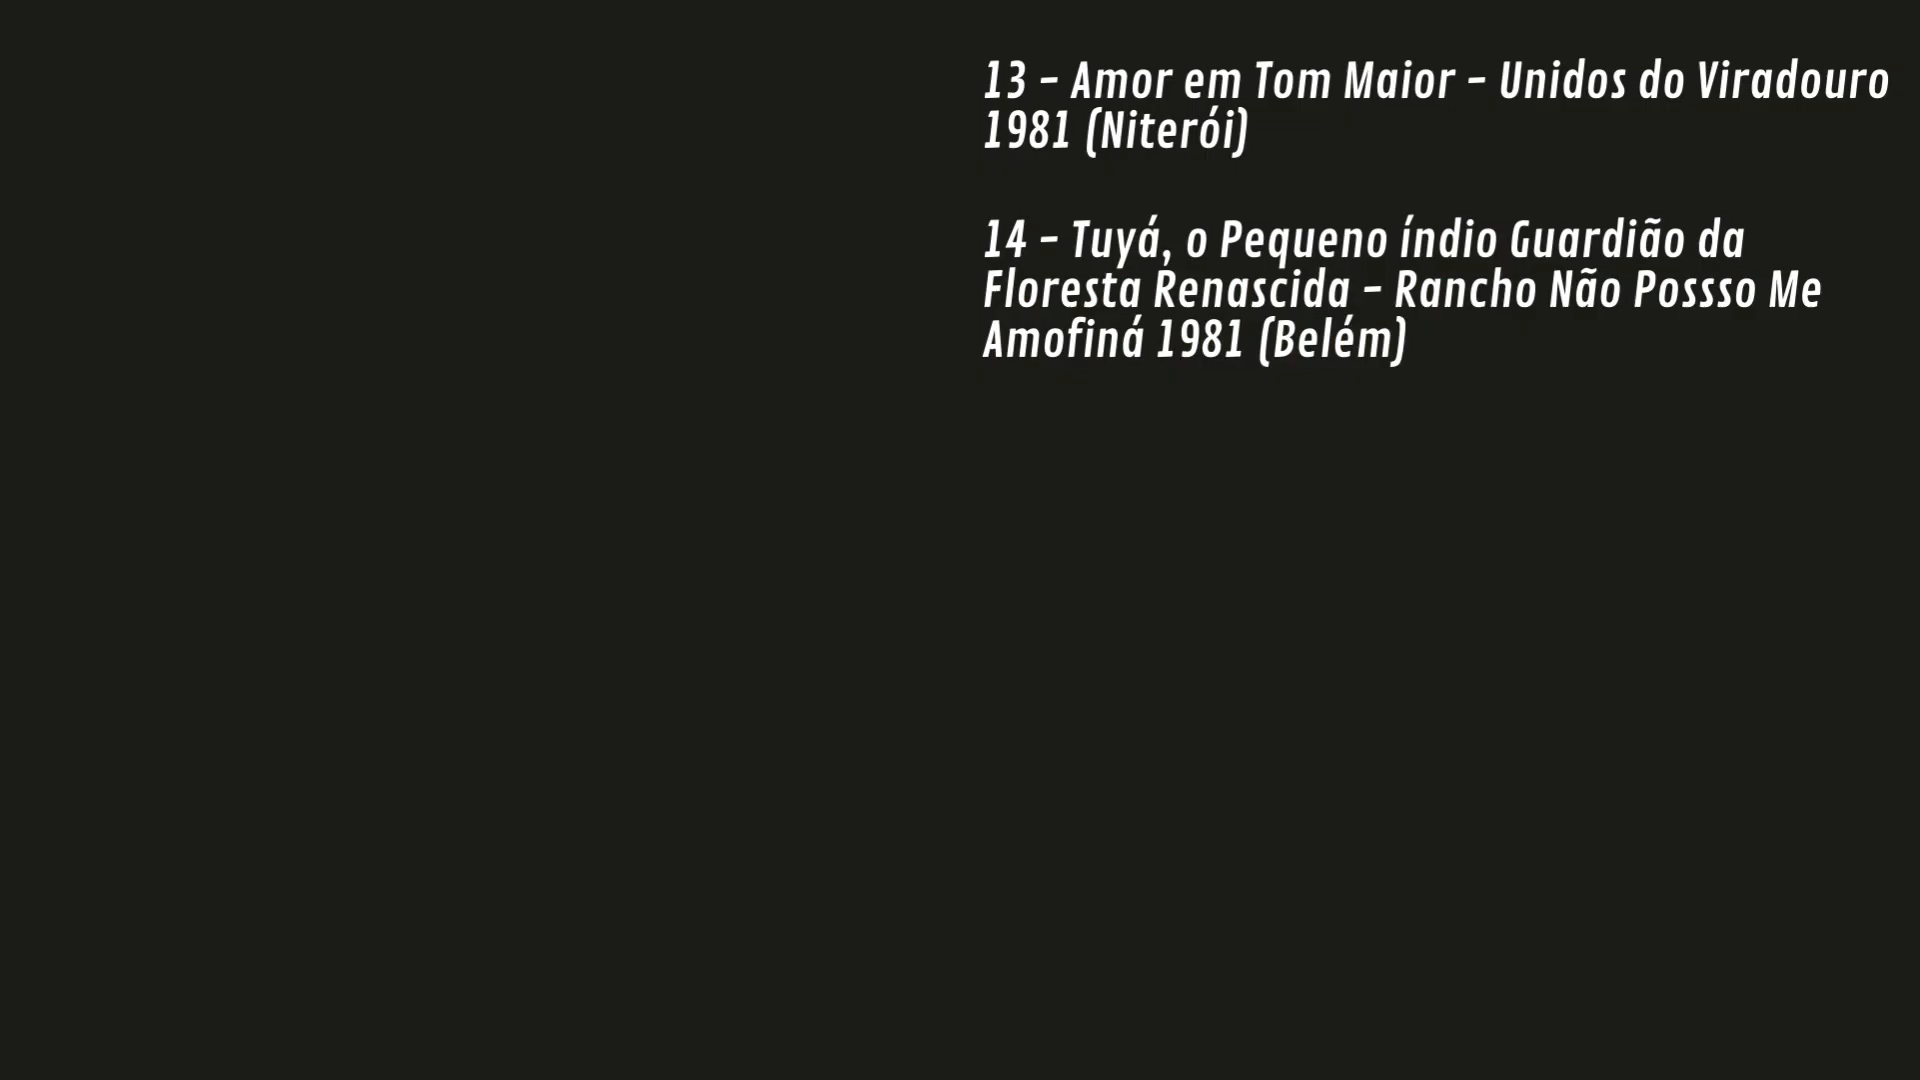 13 - Amor em Tom Maior - Unidos do Viradouro
1981 (Niterói)
14 - Tuyá, o Pequeno índio Guardião da
Floresta Renascida - Rancho Não Possso Me
Amofiná 1981 (Belém)